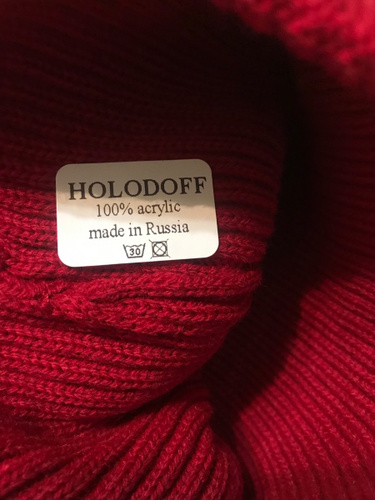 HOLODOFF
100% acrylic
made in Russia
30